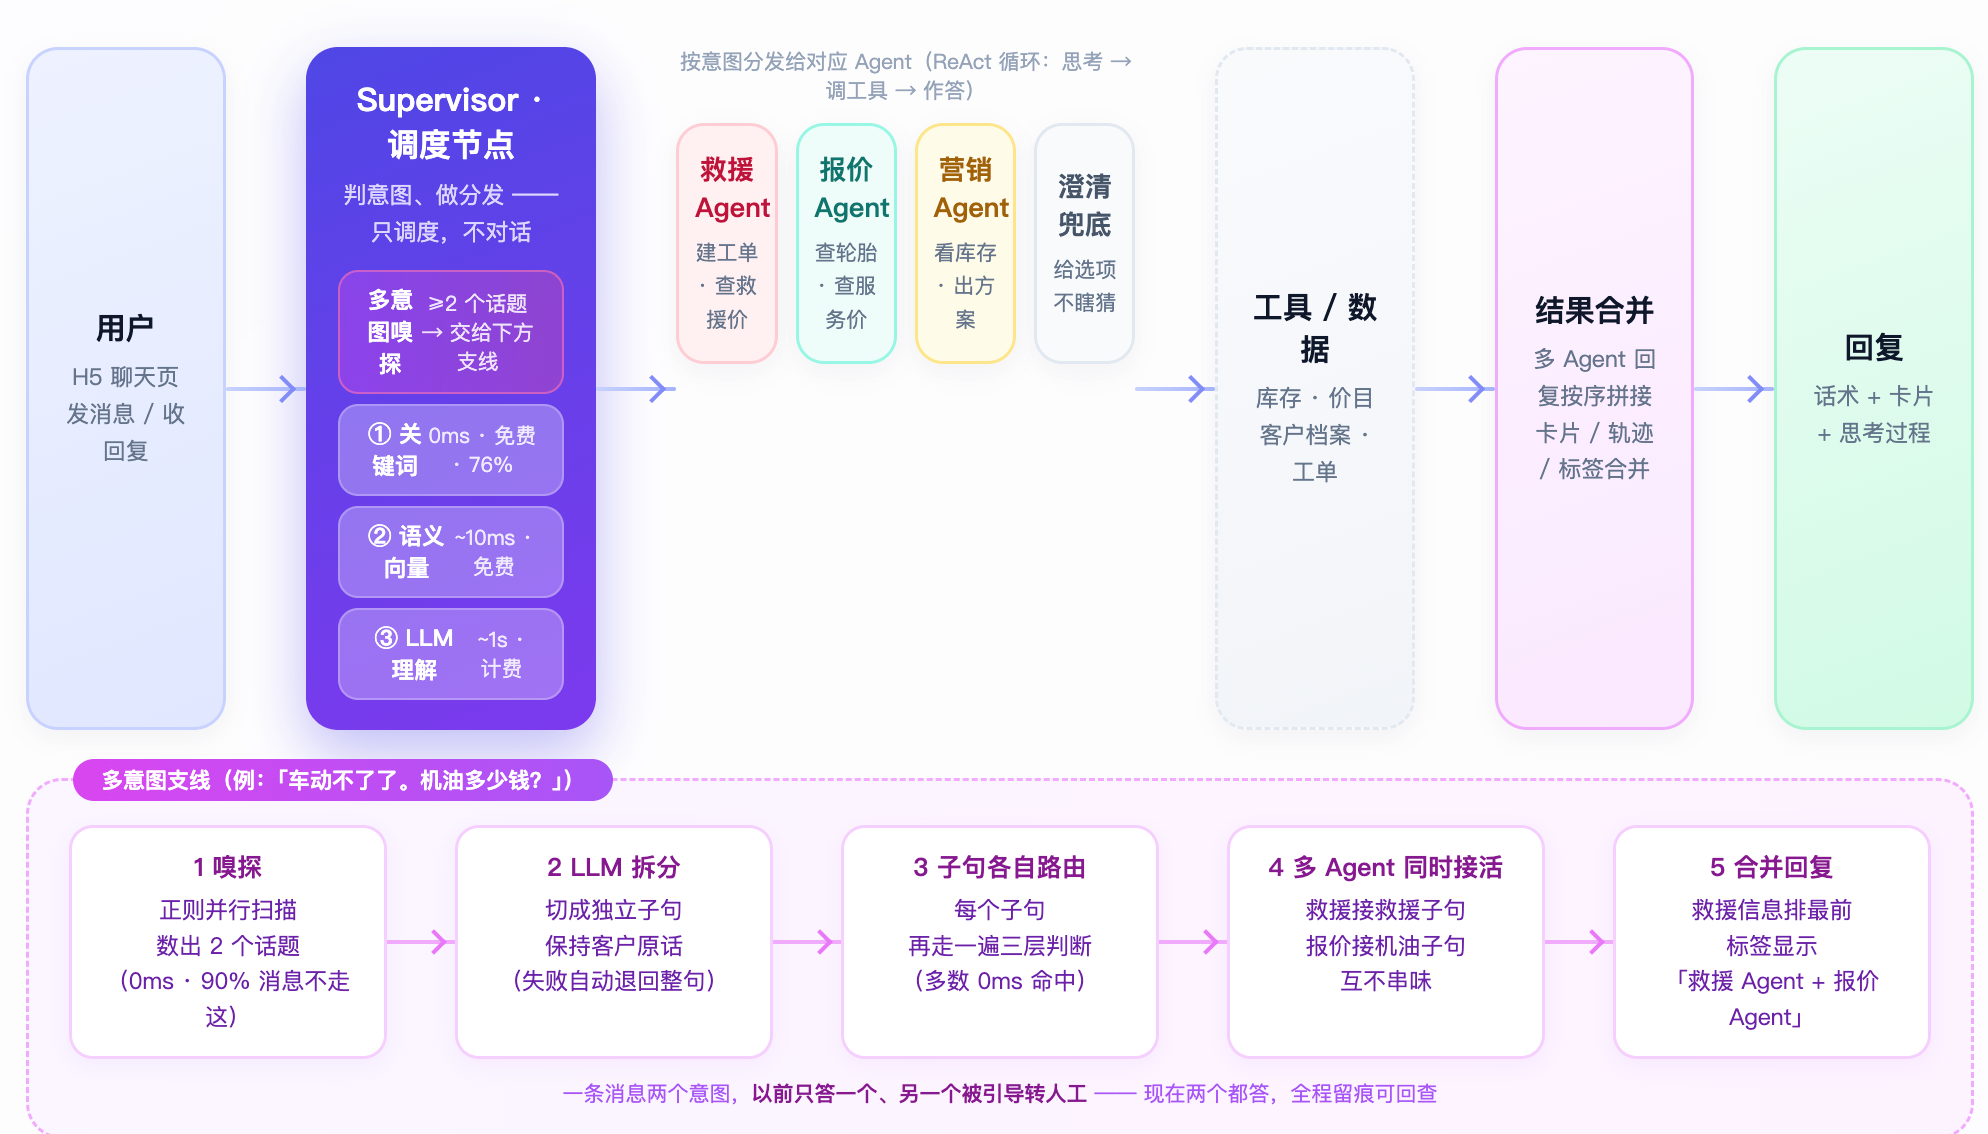 用户
H5 聊天页
发消息 / 收
回复
Supervisor ·
调度节点
判意图、做分发 ——
只调度，不对话
多意
图嗅
探
≥2 个话题
→ 交给下方
支线
① 关
键词
0ms · 免费
· 76%
② 语义
向量
~10ms ·
免费
③ LLM
理解
~1s ·
计费
按意图分发给对应 Agent（ReAct 循环：思考 →
调工具 → 作答）
救援
Agent
建工单
· 查救
援价
报价
Agent
查轮胎
· 查服
务价
营销
Agent
看库存
· 出方
案
澄清
兜底
给选项
不瞎猜
工具 / 数
据
库存 · 价目
客户档案 ·
工单
结果合并
多 Agent 回
复按序拼接
卡片 / 轨迹
/ 标签合并
回复
话术 + 卡片
+ 思考过程
多意图支线（例：「车动不了了。机油多少钱？」）
1 嗅探
正则并行扫描
数出 2 个话题
（0ms · 90% 消息不走
这）
2 LLM 拆分
切成独立子句
保持客户原话
（失败自动退回整句）
3 子句各自路由
每个子句
再走一遍三层判断
（多数 0ms 命中）
4 多 Agent 同时接活
救援接救援子句
报价接机油子句
互不串味
5 合并回复
救援信息排最前
标签显示
「救援 Agent + 报价
Agent」
一条消息两个意图，以前只答一个、另一个被引导转人工 —— 现在两个都答，全程留痕可回查